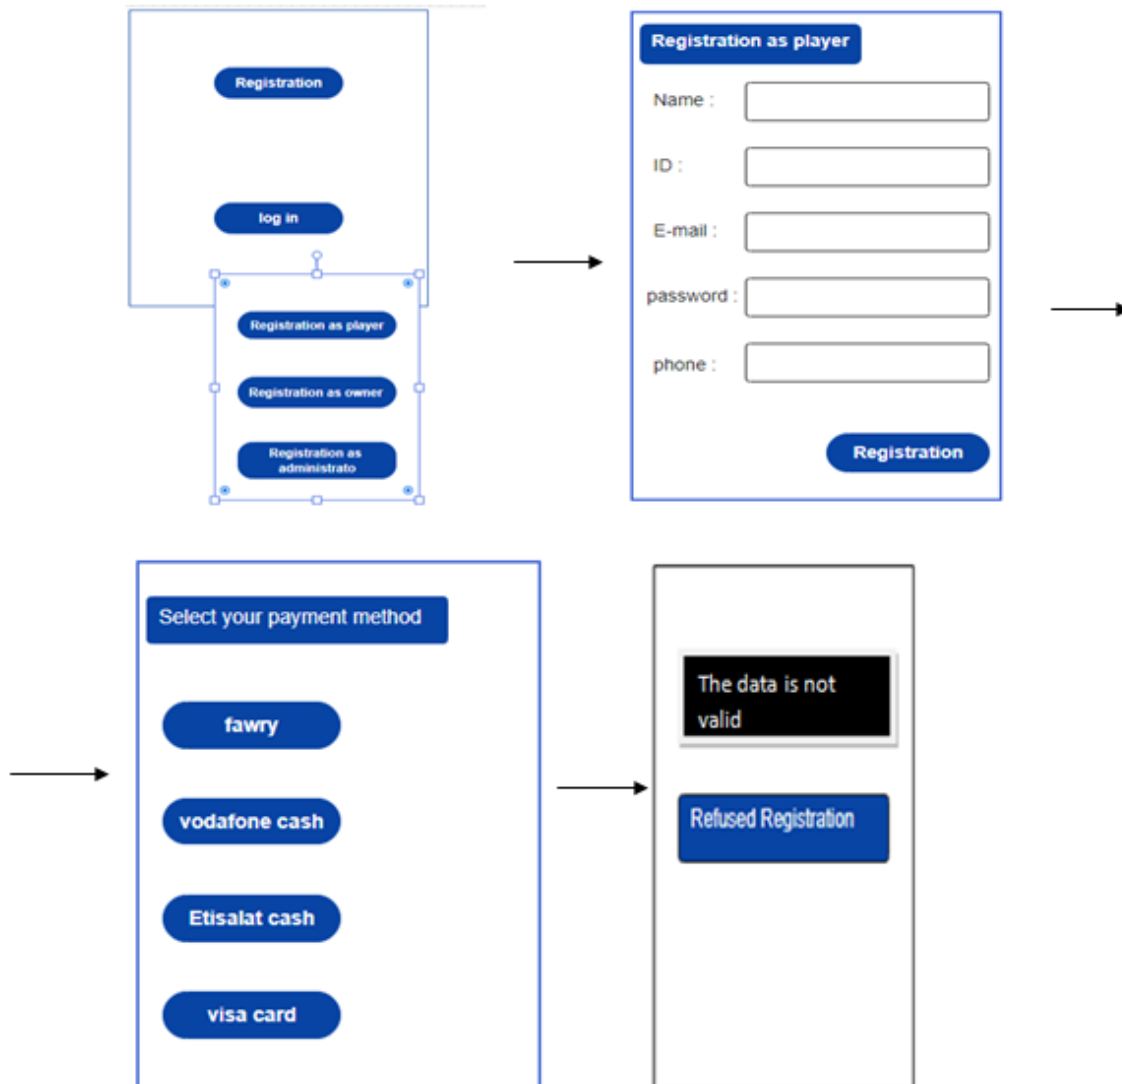 Registration
log in
Registration as player
Registration as owner
Registration as
administrato
Registration as player
Name :
ID :
E-mail :
password :
phone :
Registration
Select your payment method
fawry
vodafone cash
Etisalat cash
visa card
The data is not
valid
Refused Registration